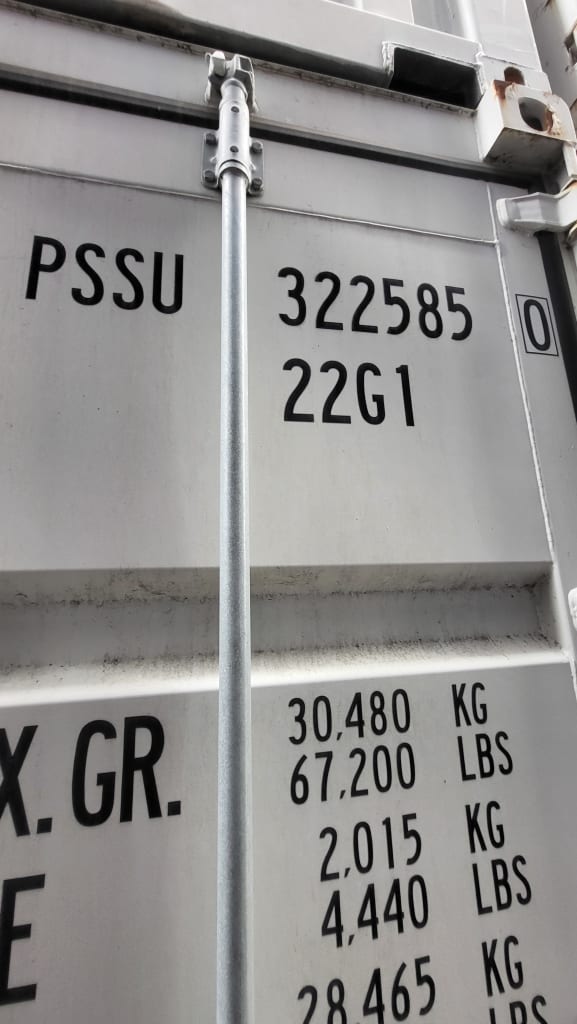 PSSU 322585 0
22G1
X.GR. 30,480 KG
67,200 LBS
2,015 KG
E 4,440 LBS
28,465 KG
LBS